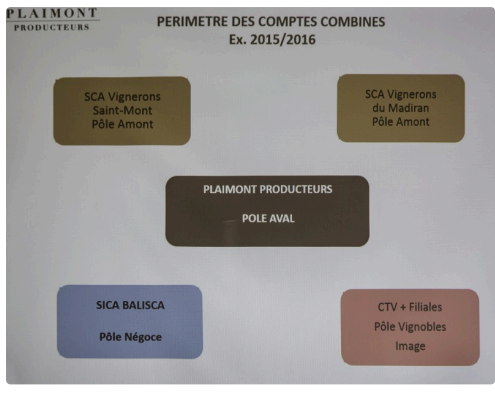 PLAIMONT
PRODUCTEURS
PERIMETRE DES COMPTES COMBINES
Ex. 2015/2016
SCA Vignerons
Saint-Mont
Pôle Amont
SCA Vignerons
du Madiran
Pôle Amont
PLAIMONT PRODUCTEURS
POLE AVAL
SICA BALISCA
Pôle Négoce
CTV + Filiales
Pôle Vignobles
Image